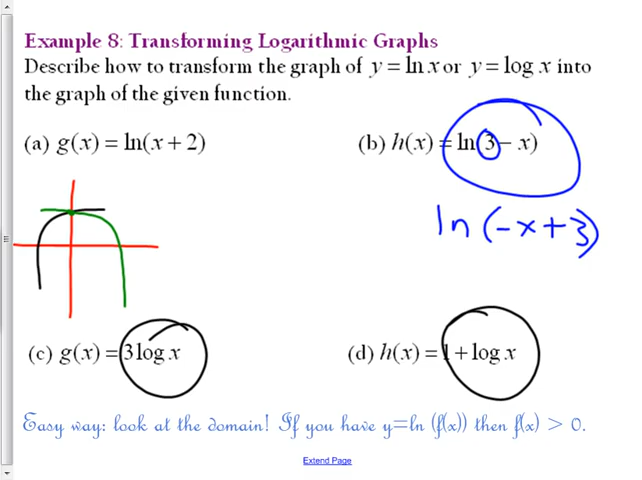 Example 8: Transforming Logarithmic Graphs
Describe how to transform the graph of y = ln x or y = log x into
the graph of the given function.
(a) g(x) = ln(x + 2)
(b) h(x) = ln(3 − x)
ln (-x+3)
(c) g(x) = 3 log x
(d) h(x) = 1 + log x
Easy way: look at the domain! If you have y=ln (f(x)) then f(x) > 0.
Extend Page